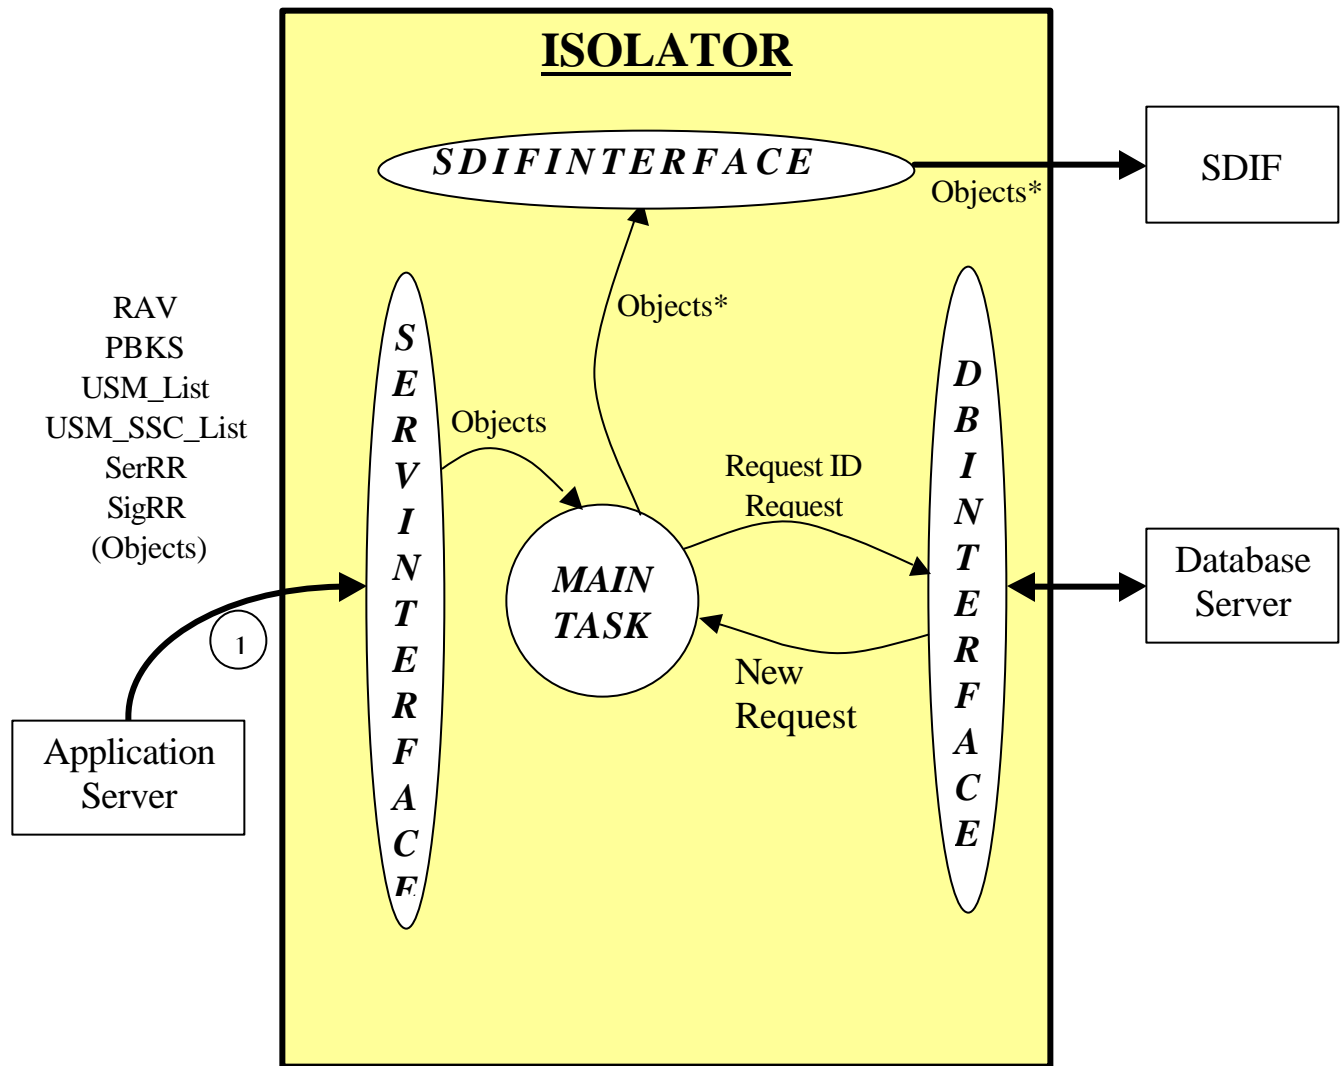 ISOLATOR
SDIFINTERFACE
SDIF
Objects*
Objects*
RAV
PBKS
USM_List
USM_SSC_List
SerRR
SigRR
(Objects)
SERVINTERFACE
Objects
Request ID
Request
DBINTERFACE
MAIN
TASK
New
Request
Database
Server
1
Application
Server